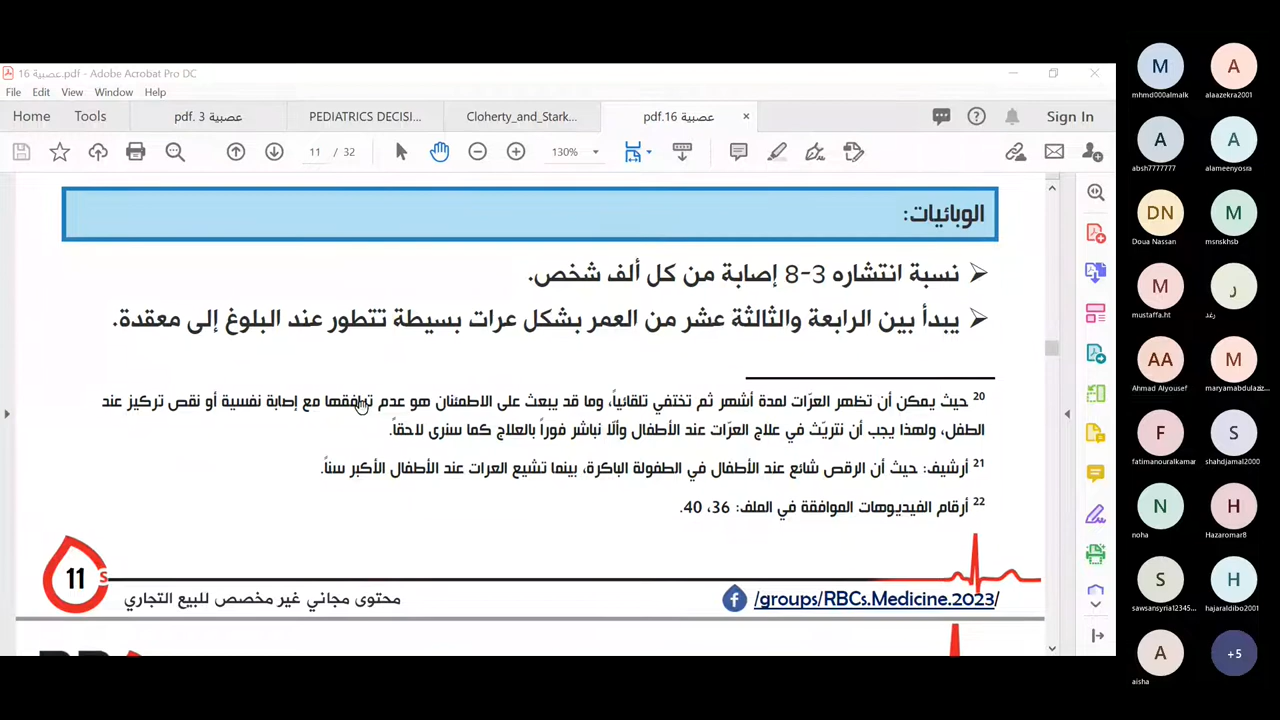 عصبية 16.pdf - Adobe Acrobat Pro DC
File Edit View Window Help
Home Tools عصبية 3 .pdf PEDIATRICS DECISI... Cloherty_and_Stark... عصبية 16.pdf × Sign In
11 / 32 130%
الوبائيات:
نسبة انتشاره 3-8 إصابة من كل ألف شخص.
يبدأ بين الرابعة والثالثة عشر من العمر بشكل عرات بسيطة تتطور عند البلوغ إلى معقدة.
20 حيث يمكن أن تظهر العرّات لمدة أشهر ثم تختفي تلقائياً، وما قد يبعث على الاطمئنان هو عدم ترافقها مع إصابة نفسية أو نقص تركيز عند
الطفل، ولهذا يجب أن نتريّث في علاج العرّات عند الأطفال وألّا نباشر فوراً بالعلاج كما سنرى لاحقاً.
21 أرشيف: حيث أن الرقص شائع عند الأطفال في الطفولة الباكرة، بينما تشيع العرات عند الأطفال الأكبر سناً.
22 أرقام الفيديوهات الموافقة في الملف: 36، 40.
11 S
محتوى مجاني غير مخصص للبيع التجاري
/groups/RBCs.Medicine.2023/
M A
mhmd000almalk alaazekra2001
A A
absh7777777 alameenyosra
DN M
Doua Nassan msnskhsb
M ر
mustaffa.ht رغد
AA M
Ahmad Alyousef maryamabdulaziz...
F S
fatimanouralkamar shahdjamal2000
N H
noha Hazaromar8
S H
sawsansyria12345... hajaraldibo2001
A +5
aisha